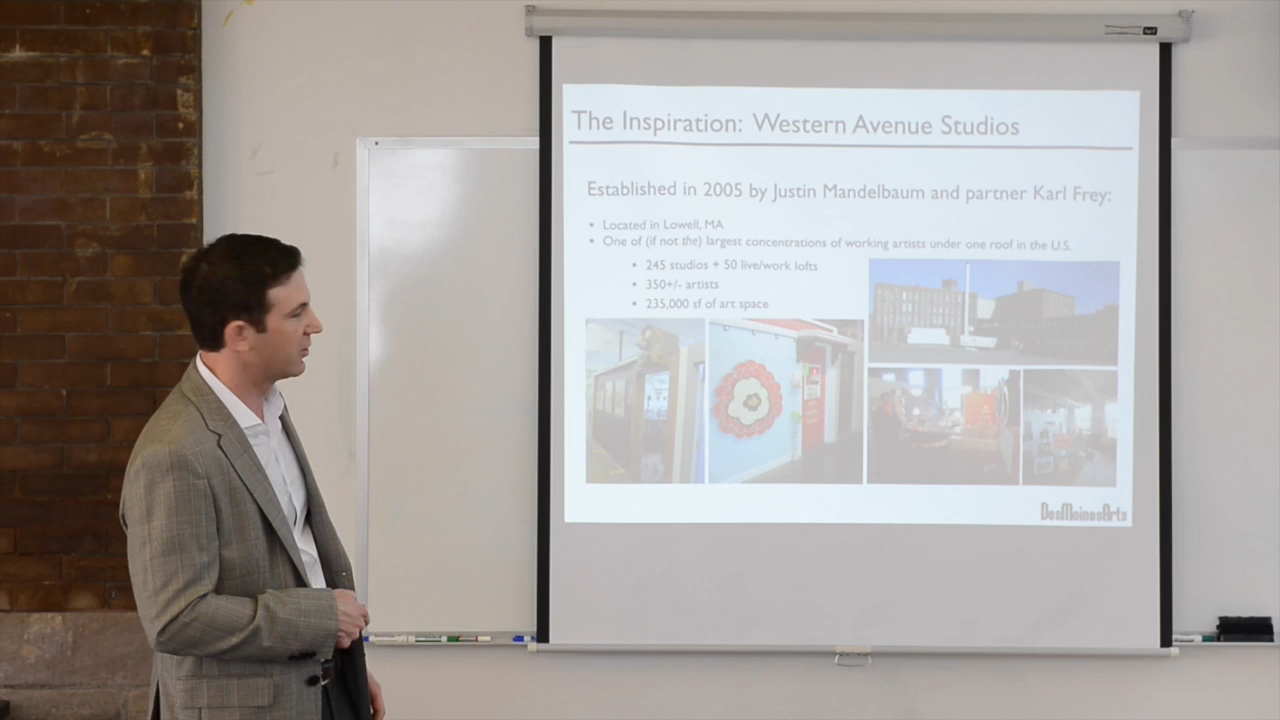 The Inspiration: Western Avenue Studios
Established in 2005 by Justin Mandelbaum and partner Karl Frey:
• Located in Lowell, MA
• One of (if not the) largest concentrations of working artists under one roof in the U.S.
• 245 studios + 50 live/work lofts
• 350+/- artists
• 235,000 sf of art space
DesMoinesArts